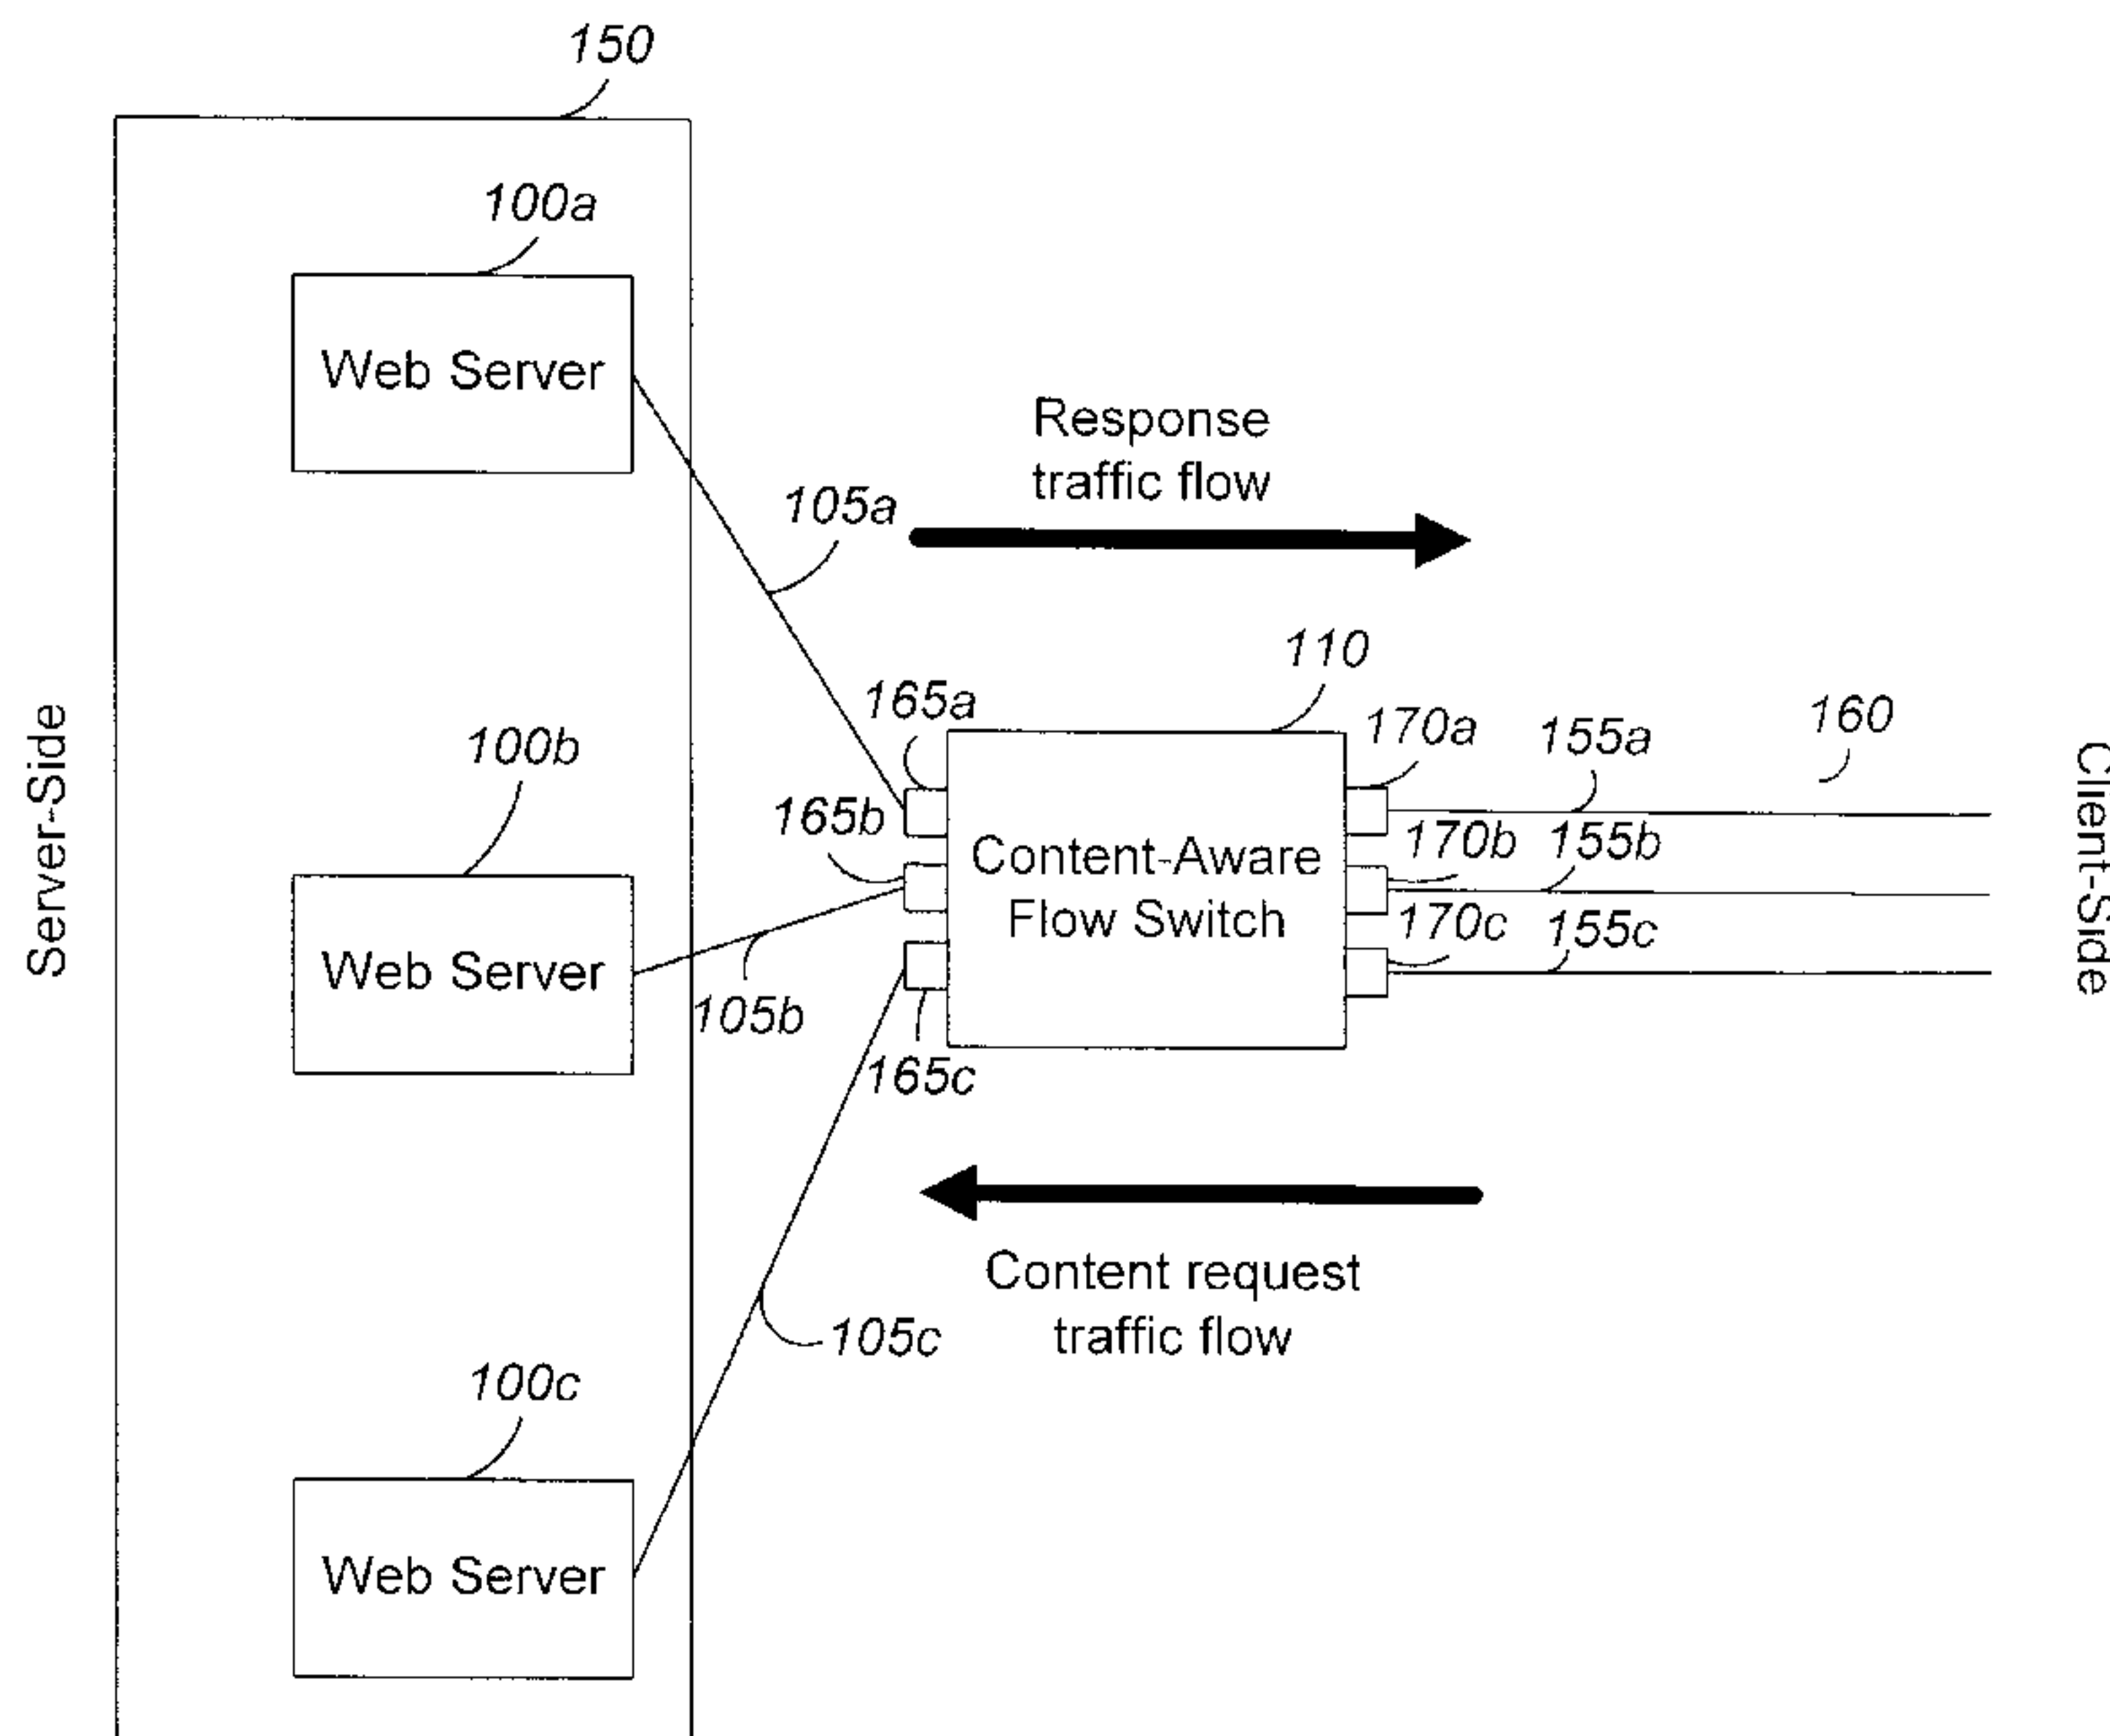 150
100a
Web Server
Response
traffic flow
105a
110
165a
170a
155a
160
Server-Side
100b
165b
Content-Aware
Flow Switch
170b
155b
Client-Side
170c
155c
Web Server
105b
165c
Content request
traffic flow
105c
100c
Web Server